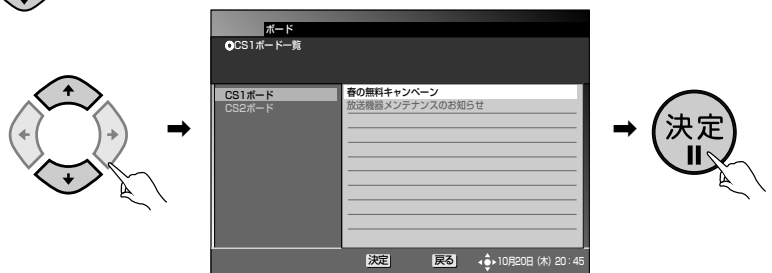 ボード
CS1ボード一覧
CS1ボード
CS2ボード
春の無料キャンペーン
放送機器メンテナンスのお知らせ
決定
戻る
10月20日 (木) 20:45
決定